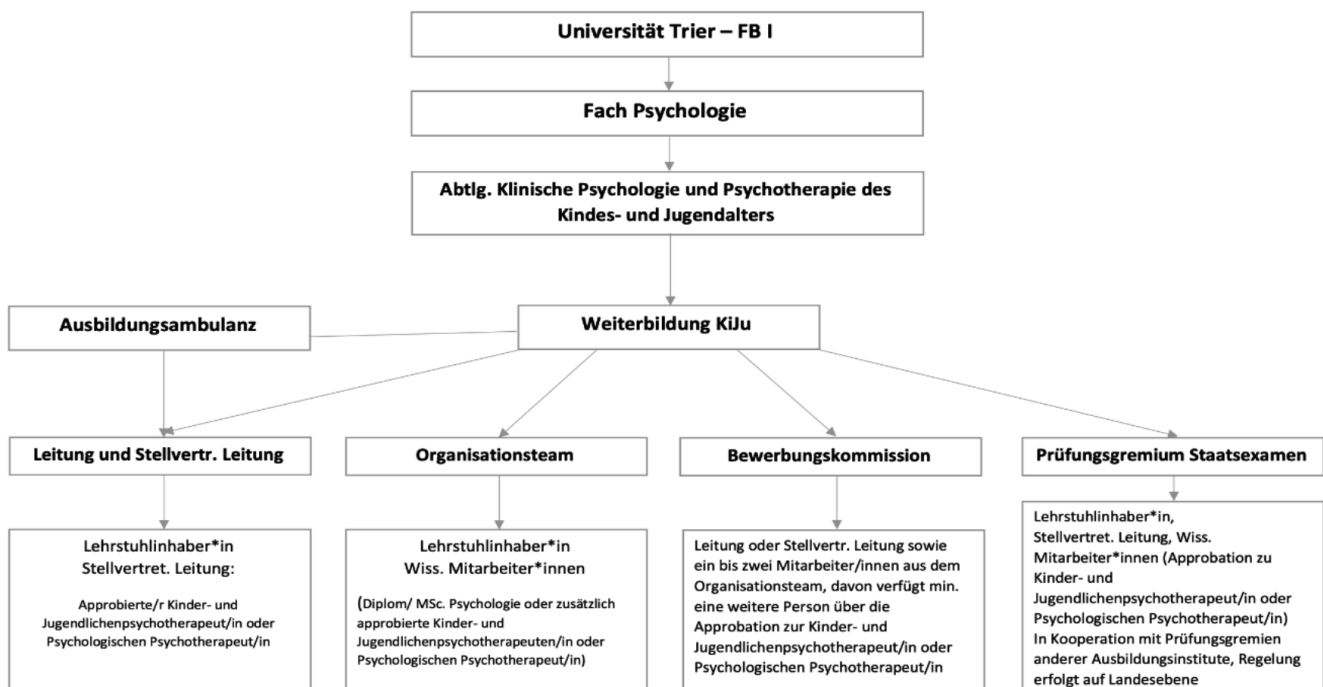 Universität Trier – FB I
Fach Psychologie
Abtlg. Klinische Psychologie und Psychotherapie des
Kindes- und Jugendalters
Ausbildungsambulanz
Weiterbildung KiJu
Leitung und Stellvertr. Leitung
Organisationsteam
Bewerbungskommission
Prüfungsgremium Staatsexamen
Lehrstuhlinhaber*in
Stellvertret. Leitung:
Approbierte/r Kinder- und
Jugendlichenpsychotherapeut/in oder
Psychologischen Psychotherapeut/in
Lehrstuhlinhaber*in
Wiss. Mitarbeiter*innen
(Diplom/ MSc. Psychologie oder zusätzlich
approbierte Kinder- und
Jugendlichenpsychotherapeuten/in oder
Psychologischen Psychotherapeut/in)
Leitung oder Stellvertr. Leitung sowie
ein bis zwei Mitarbeiter/innen aus dem
Organisationsteam, davon verfügt min.
eine weitere Person über die
Approbation zur Kinder- und
Jugendlichenpsychotherapeut/in oder
Psychologischen Psychotherapeut/in
Lehrstuhlinhaber*in,
Stellvertret. Leitung, Wiss.
Mitarbeiter*innen (Approbation zu
Kinder- und
Jugendlichenpsychotherapeut/in oder
Psychologischen Psychotherapeut/in)
In Kooperation mit Prüfungsgremien
anderer Ausbildungsinstitute, Regelung
erfolgt auf Landesebene